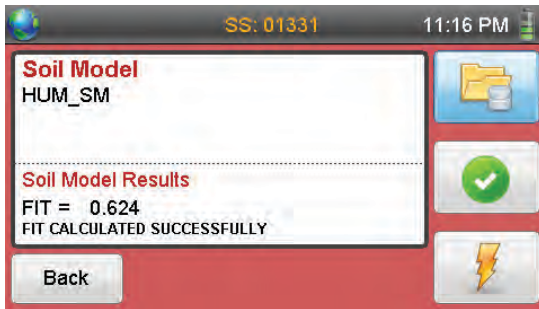 SS: 01331 11:16 PM
Soil Model
HUM_SM
Soil Model Results
FIT = 0.624
FIT CALCULATED SUCCESSFULLY
Back